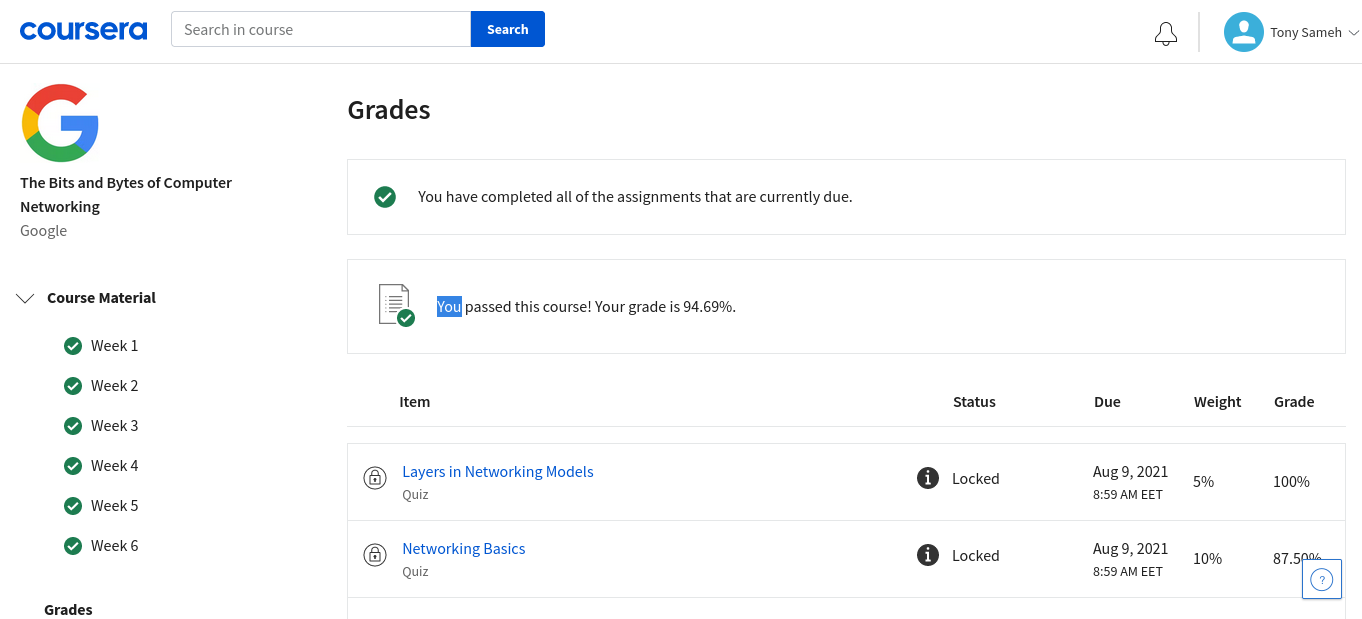 coursera
Search in course
Search
Tony Sameh
G
The Bits and Bytes of Computer
Networking
Google
Course Material
Week 1
Week 2
Week 3
Week 4
Week 5
Week 6
Grades
Grades
You have completed all of the assignments that are currently due.
You passed this course! Your grade is 94.69%.
Item Status Due Weight Grade
Layers in Networking Models
Quiz
Locked
Aug 9, 2021
8:59 AM EET
5%
100%
Networking Basics
Quiz
Locked
Aug 9, 2021
8:59 AM EET
10%
87.50%
?